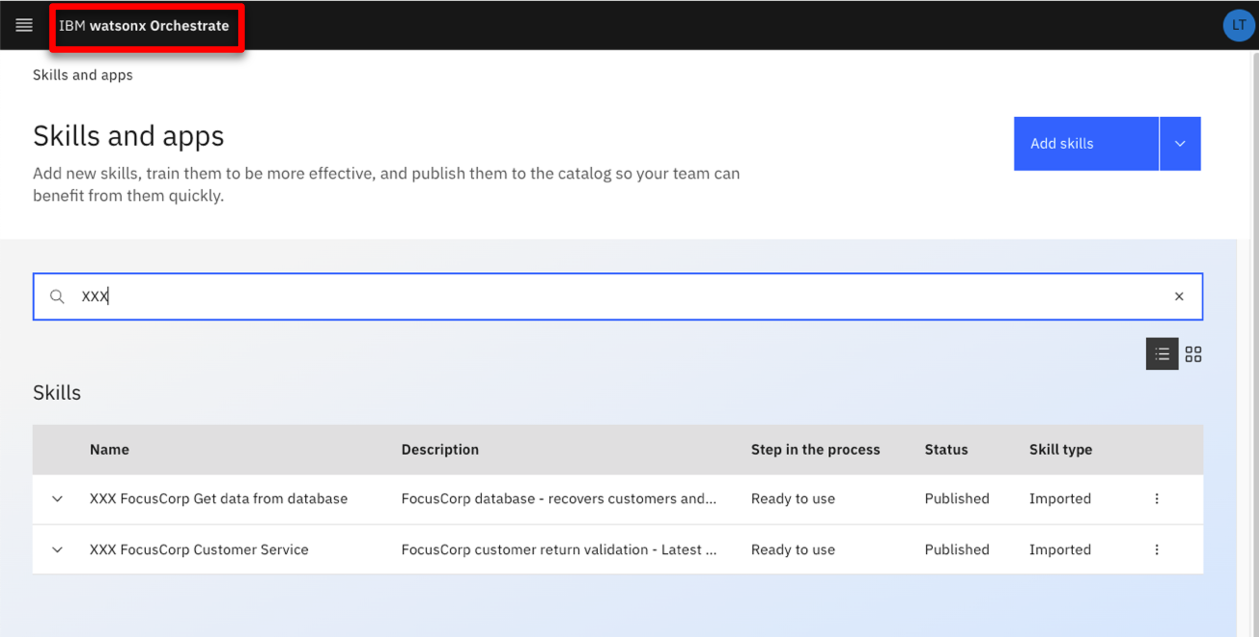 IBM watsonx Orchestrate
LT
Skills and apps
Skills and apps
Add new skills, train them to be more effective, and publish them to the catalog so your team can
benefit from them quickly.
Add skills
XXX
Skills
Name Description Step in the process Status Skill type
XXX FocusCorp Get data from database FocusCorp database - recovers customers and... Ready to use Published Imported
XXX FocusCorp Customer Service FocusCorp customer return validation - Latest ... Ready to use Published Imported